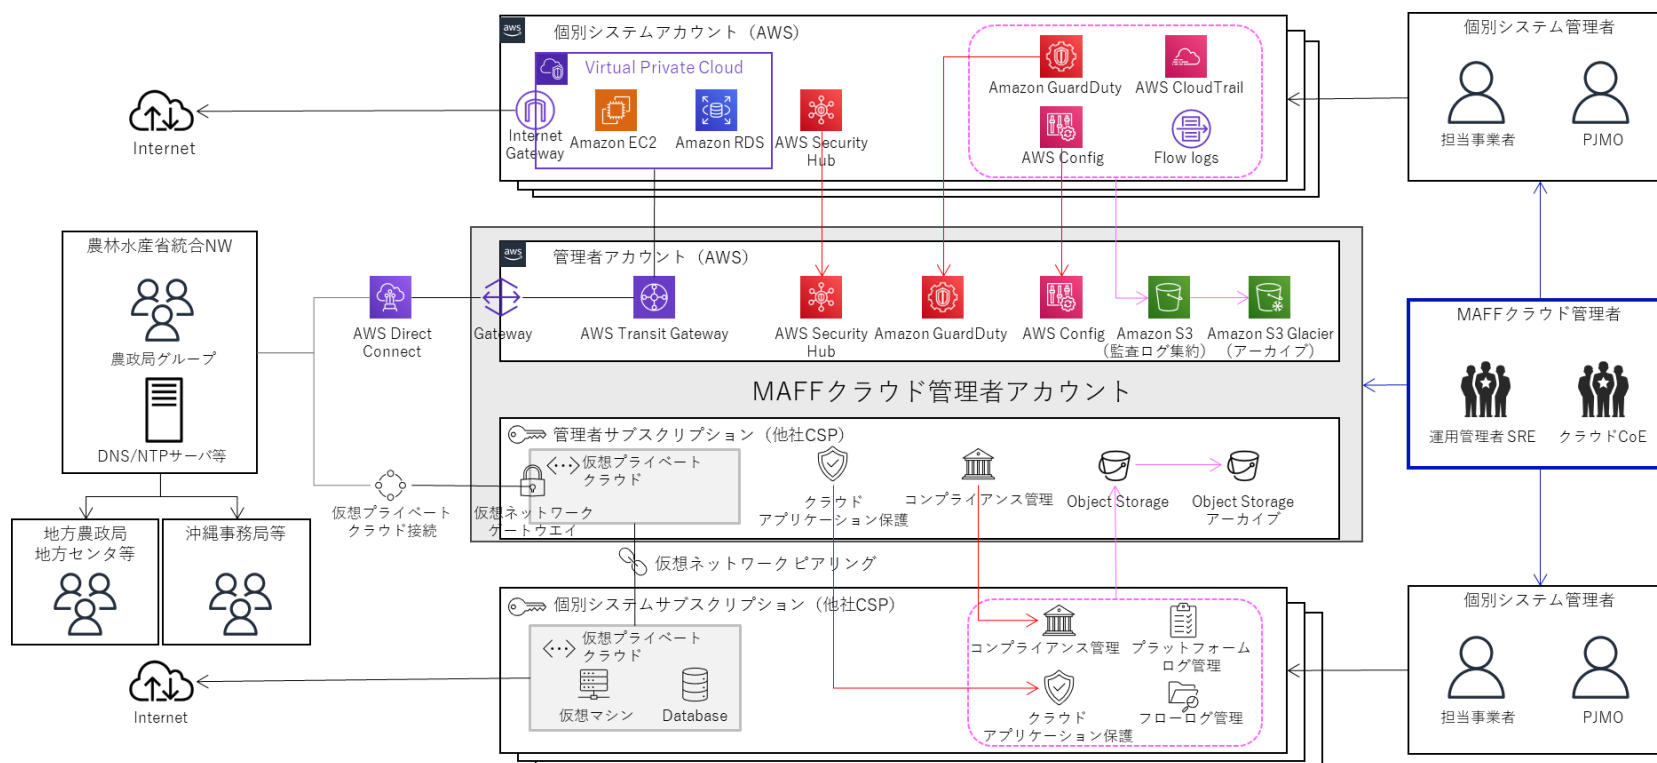 aws
個別システムアカウント（AWS）
Virtual Private Cloud
Internet
Gateway
Amazon EC2
Amazon RDS
AWS Security
Hub
Amazon GuardDuty
AWS CloudTrail
AWS Config
Flow logs
Internet
個別システム管理者
担当事業者
PJMO
農林水産省統合NW
農政局グループ
DNS/NTPサーバ等
地方農政局
地方センタ等
沖縄事務局等
AWS Direct
Connect
仮想プライベート
クラウド接続
aws
管理者アカウント（AWS）
Gateway
AWS Transit Gateway
AWS Security
Hub
Amazon GuardDuty
AWS Config
Amazon S3
（監査ログ集約）
Amazon S3 Glacier
（アーカイブ）
MAFFクラウド管理者アカウント
MAFFクラウド管理者
運用管理者 SRE
クラウドCoE
管理者サブスクリプション（他社CSP）
仮想プライベート
クラウド
仮想ネットワーク
ゲートウエイ
クラウド
アプリケーション保護
コンプライアンス管理
Object Storage
Object Storage
アーカイブ
仮想ネットワーク ピアリング
個別システムサブスクリプション（他社CSP）
仮想プライベート
クラウド
仮想マシン
Database
コンプライアンス管理
プラットフォーム
ログ管理
クラウド
アプリケーション保護
フローログ管理
Internet
個別システム管理者
担当事業者
PJMO